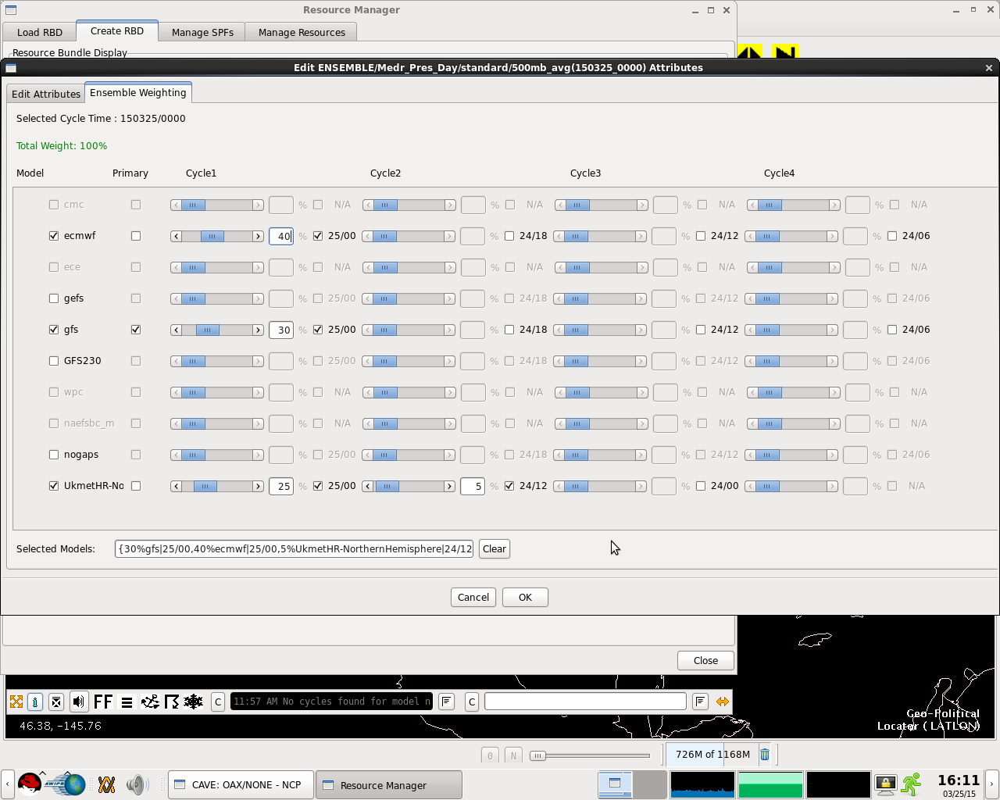 Resource Manager
Load RBD Create RBD Manage SPFs Manage Resources
Resource Bundle Display
Edit ENSEMBLE/Medr_Pres_Day/standard/500mb_avg(150325_0000) Attributes
Edit Attributes Ensemble Weighting
Selected Cycle Time : 150325/0000
Total Weight: 100%
Model Primary Cycle1 Cycle2 Cycle3 Cycle4
cmc % N/A % N/A % N/A % N/A
ecmwf 40 % 25/00 % 24/18 % 24/12 % 24/06
ece % N/A % N/A % N/A % N/A
gefs % 25/00 % 24/18 % 24/12 % 24/06
gfs 30 % 25/00 % 24/18 % 24/12 % 24/06
GFS230 % 25/00 % 24/18 % 24/12 % 24/06
wpc % N/A % N/A % N/A % N/A
naefsbc_m % N/A % N/A % N/A % N/A
nogaps % 25/00 % 24/18 % 24/12 % 24/06
UkmetHR-No 25 % 25/00 5 % 24/12 % 24/00 % N/A
Selected Models: {30%gfs|25/00,40%ecmwf|25/00,5%UkmetHR-NorthernHemisphere|24/12 Clear
Cancel OK
Close
FF C 11:57 AM No cycles found for model n C
Geo-Political
46.38, -145.76 Locator ( LATLON)
0 N 726M of 1168M
CAVE: OAX/NONE - NCP Resource Manager 16:11
03/25/15